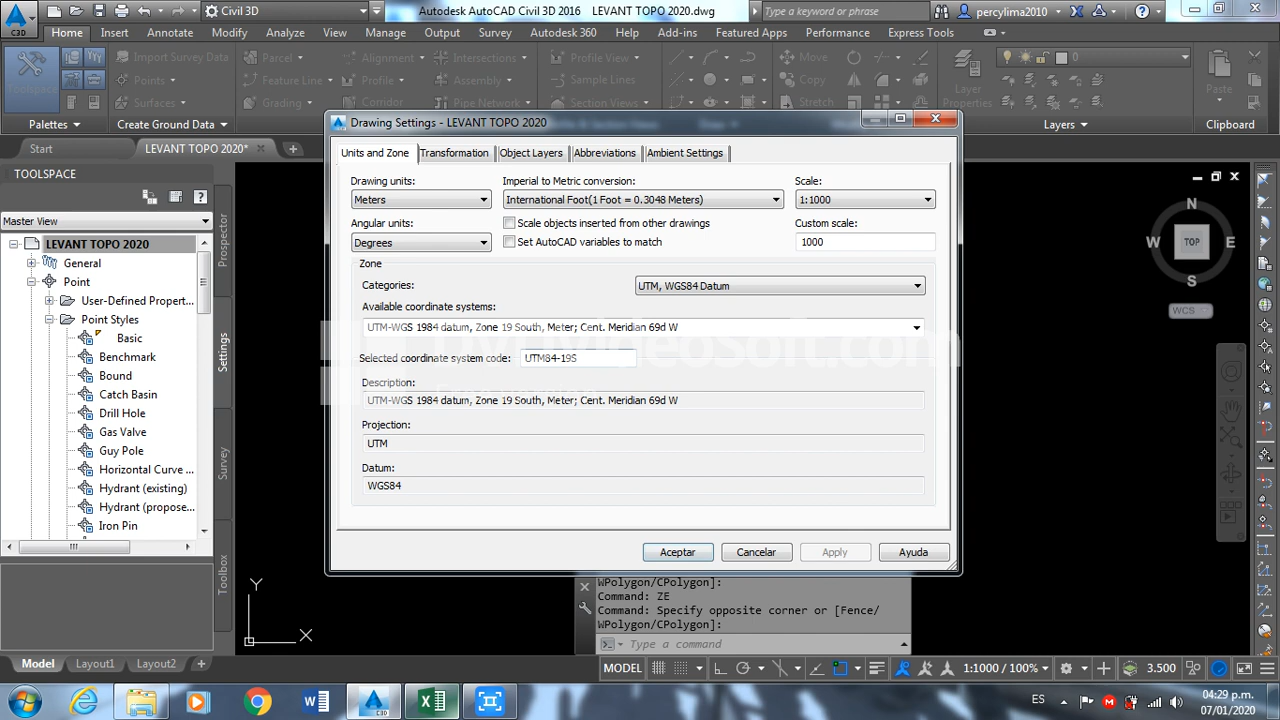 Civil 3D
Autodesk AutoCAD Civil 3D 2016 LEVANT TOPO 2020.dwg
Type a keyword or phrase
percylima2010
C3D
Home Insert Annotate Modify Analyze View Manage Output Survey Autodesk 360 Help Add-ins Featured Apps Performance Express Tools
Toolspace
Import Survey Data
Points
Surfaces
Parcel
Feature Line
Grading
Alignment
Profile
Corridor
Intersections
Assembly
Pipe Network
Profile View
Sample Lines
Section Views
Move
Copy
Stretch
Layer
Properties
0
Paste
Palettes
Create Ground Data
Layers
Clipboard
Start
LEVANT TOPO 2020*
TOOLSPACE
Master View
LEVANT TOPO 2020
General
Point
User-Defined Propert...
Point Styles
Basic
Benchmark
Bound
Catch Basin
Drill Hole
Gas Valve
Guy Pole
Horizontal Curve ...
Hydrant (existing)
Hydrant (propose
Iron Pin
Prospector
Settings
Survey
Toolbox
Drawing Settings - LEVANT TOPO 2020
Units and Zone Transformation Object Layers Abbreviations Ambient Settings
Drawing units: Imperial to Metric conversion: Scale:
Meters International Foot(1 Foot = 0.3048 Meters) 1:1000
Angular units: Scale objects inserted from other drawings Custom scale:
Degrees Set AutoCAD variables to match 1000
Zone
Categories: UTM, WGS84 Datum
Available coordinate systems:
UTM-WGS 1984 datum, Zone 19 South, Meter; Cent. Meridian 69d W
Selected coordinate system code: UTM84-19S
Description:
UTM-WGS 1984 datum, Zone 19 South, Meter; Cent. Meridian 69d W
Projection:
UTM
Datum:
WGS84
Aceptar Cancelar Apply Ayuda
N
W TOP E
S
WCS
Y
X
WPolygon/CPolygon]:
Command: ZE
Command: Specify opposite corner or [Fence/
WPolygon/CPolygon]:
Type a command
Model Layout1 Layout2 +
MODEL
1:1000 / 100%
3.500
ES
04:29 p.m.
07/01/2020